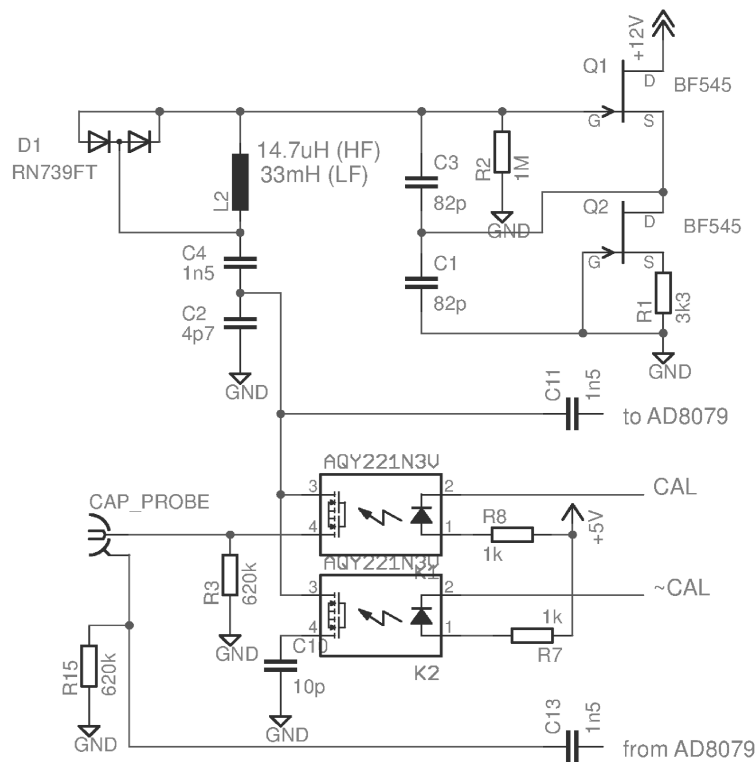 +12V
Q1
D
BF545
G
S
D1
RN739FT
14.7uH (HF)
33mH (LF)
L2
C3
82p
R2
1M
GND
Q2
D
BF545
G
S
C4
1n5
C1
82p
R1
3k3
C2
4p7
GND
GND
C11
1n5
to AD8079
AQY221N3V
CAP_PROBE
3
2
CAL
4
1
R8
1k
+5V
AQY221N3V
K1
R3
620k
3
2
~CAL
4
1
1k
R7
GND
C10
10p
K2
R15
620k
GND
GND
C13
1n5
from AD8079